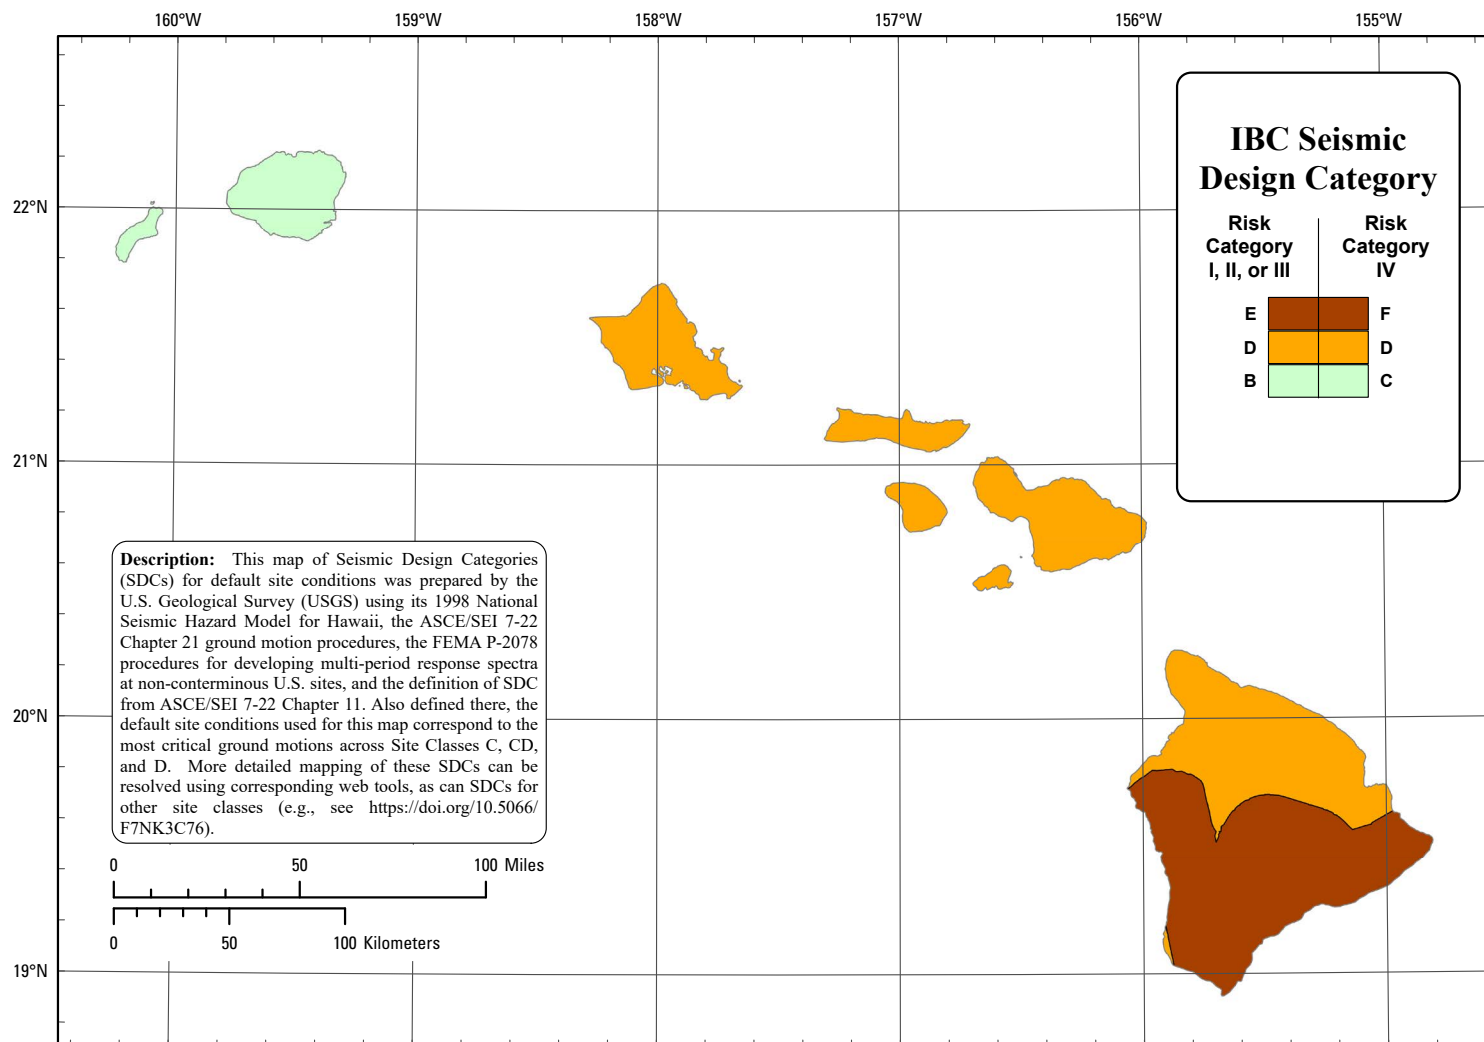 160°W 159°W 158°W 157°W 156°W 155°W
IBC Seismic
Design Category
Risk
Category
I, II, or III
Risk
Category
IV
E F
D D
B C
22°N
21°N
20°N
19°N
Description: This map of Seismic Design Categories
(SDCs) for default site conditions was prepared by the
U.S. Geological Survey (USGS) using its 1998 National
Seismic Hazard Model for Hawaii, the ASCE/SEI 7-22
Chapter 21 ground motion procedures, the FEMA P-2078
procedures for developing multi-period response spectra
at non-conterminous U.S. sites, and the definition of SDC
from ASCE/SEI 7-22 Chapter 11. Also defined there, the
default site conditions used for this map correspond to the
most critical ground motions across Site Classes C, CD,
and D. More detailed mapping of these SDCs can be
resolved using corresponding web tools, as can SDCs for
other site classes (e.g., see https://doi.org/10.5066/
F7NK3C76).
0 50 100 Miles
0 50 100 Kilometers